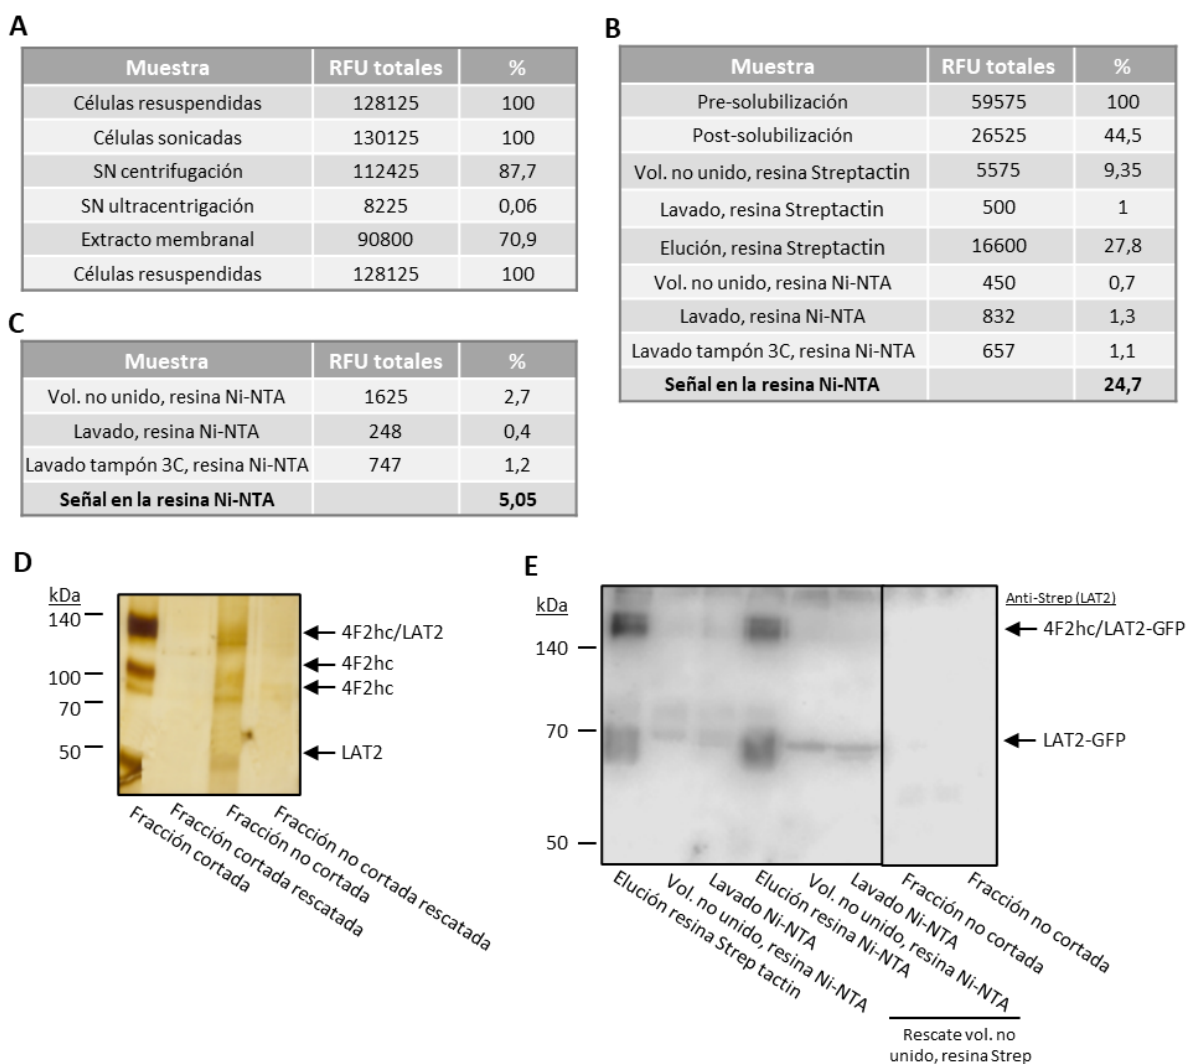 A
Muestra RFU totales %
Células resuspendidas 128125 100
Células sonicadas 130125 100
SN centrifugación 112425 87,7
SN ultracentrigación 8225 0,06
Extracto membranal 90800 70,9
Células resuspendidas 128125 100
B
Muestra RFU totales %
Pre-solubilización 59575 100
Post-solubilización 26525 44,5
Vol. no unido, resina Streptactin 5575 9,35
Lavado, resina Streptactin 500 1
Elución, resina Streptactin 16600 27,8
Vol. no unido, resina Ni-NTA 450 0,7
Lavado, resina Ni-NTA 832 1,3
Lavado tampón 3C, resina Ni-NTA 657 1,1
Señal en la resina Ni-NTA 24,7
C
Muestra RFU totales %
Vol. no unido, resina Ni-NTA 1625 2,7
Lavado, resina Ni-NTA 248 0,4
Lavado tampón 3C, resina Ni-NTA 747 1,2
Señal en la resina Ni-NTA 5,05
D
kDa
140
100
70
50
4F2hc/LAT2
4F2hc
4F2hc
LAT2
Fracción cortada
Fracción cortada rescatada
Fracción no cortada
Fracción no cortada rescatada
E
kDa
140
70
50
Anti-Strep (LAT2)
4F2hc/LAT2-GFP
LAT2-GFP
Elución resina Strep tactin
Vol. no unido, resina Ni-NTA
Lavado Ni-NTA
Elución resina Ni-NTA
Vol. no unido, resina Ni-NTA
Lavado Ni-NTA
Fracción no cortada
Fracción no cortada
Rescate vol. no
unido, resina Strep